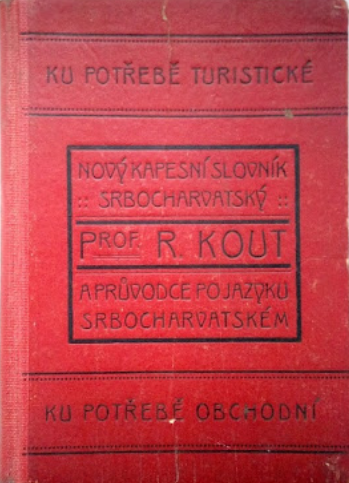 KU POTŘEBĚ TURISTICKÉ
NOVÝ KAPESNÍ SLOVNÍK
:: SRBOCHARVATSKÝ ::
PROF. R. KOUT
A PRŮVODCE PO JAZYKU
SRBOCHARVATSKÉM
KU POTŘEBĚ OBCHODNÍ